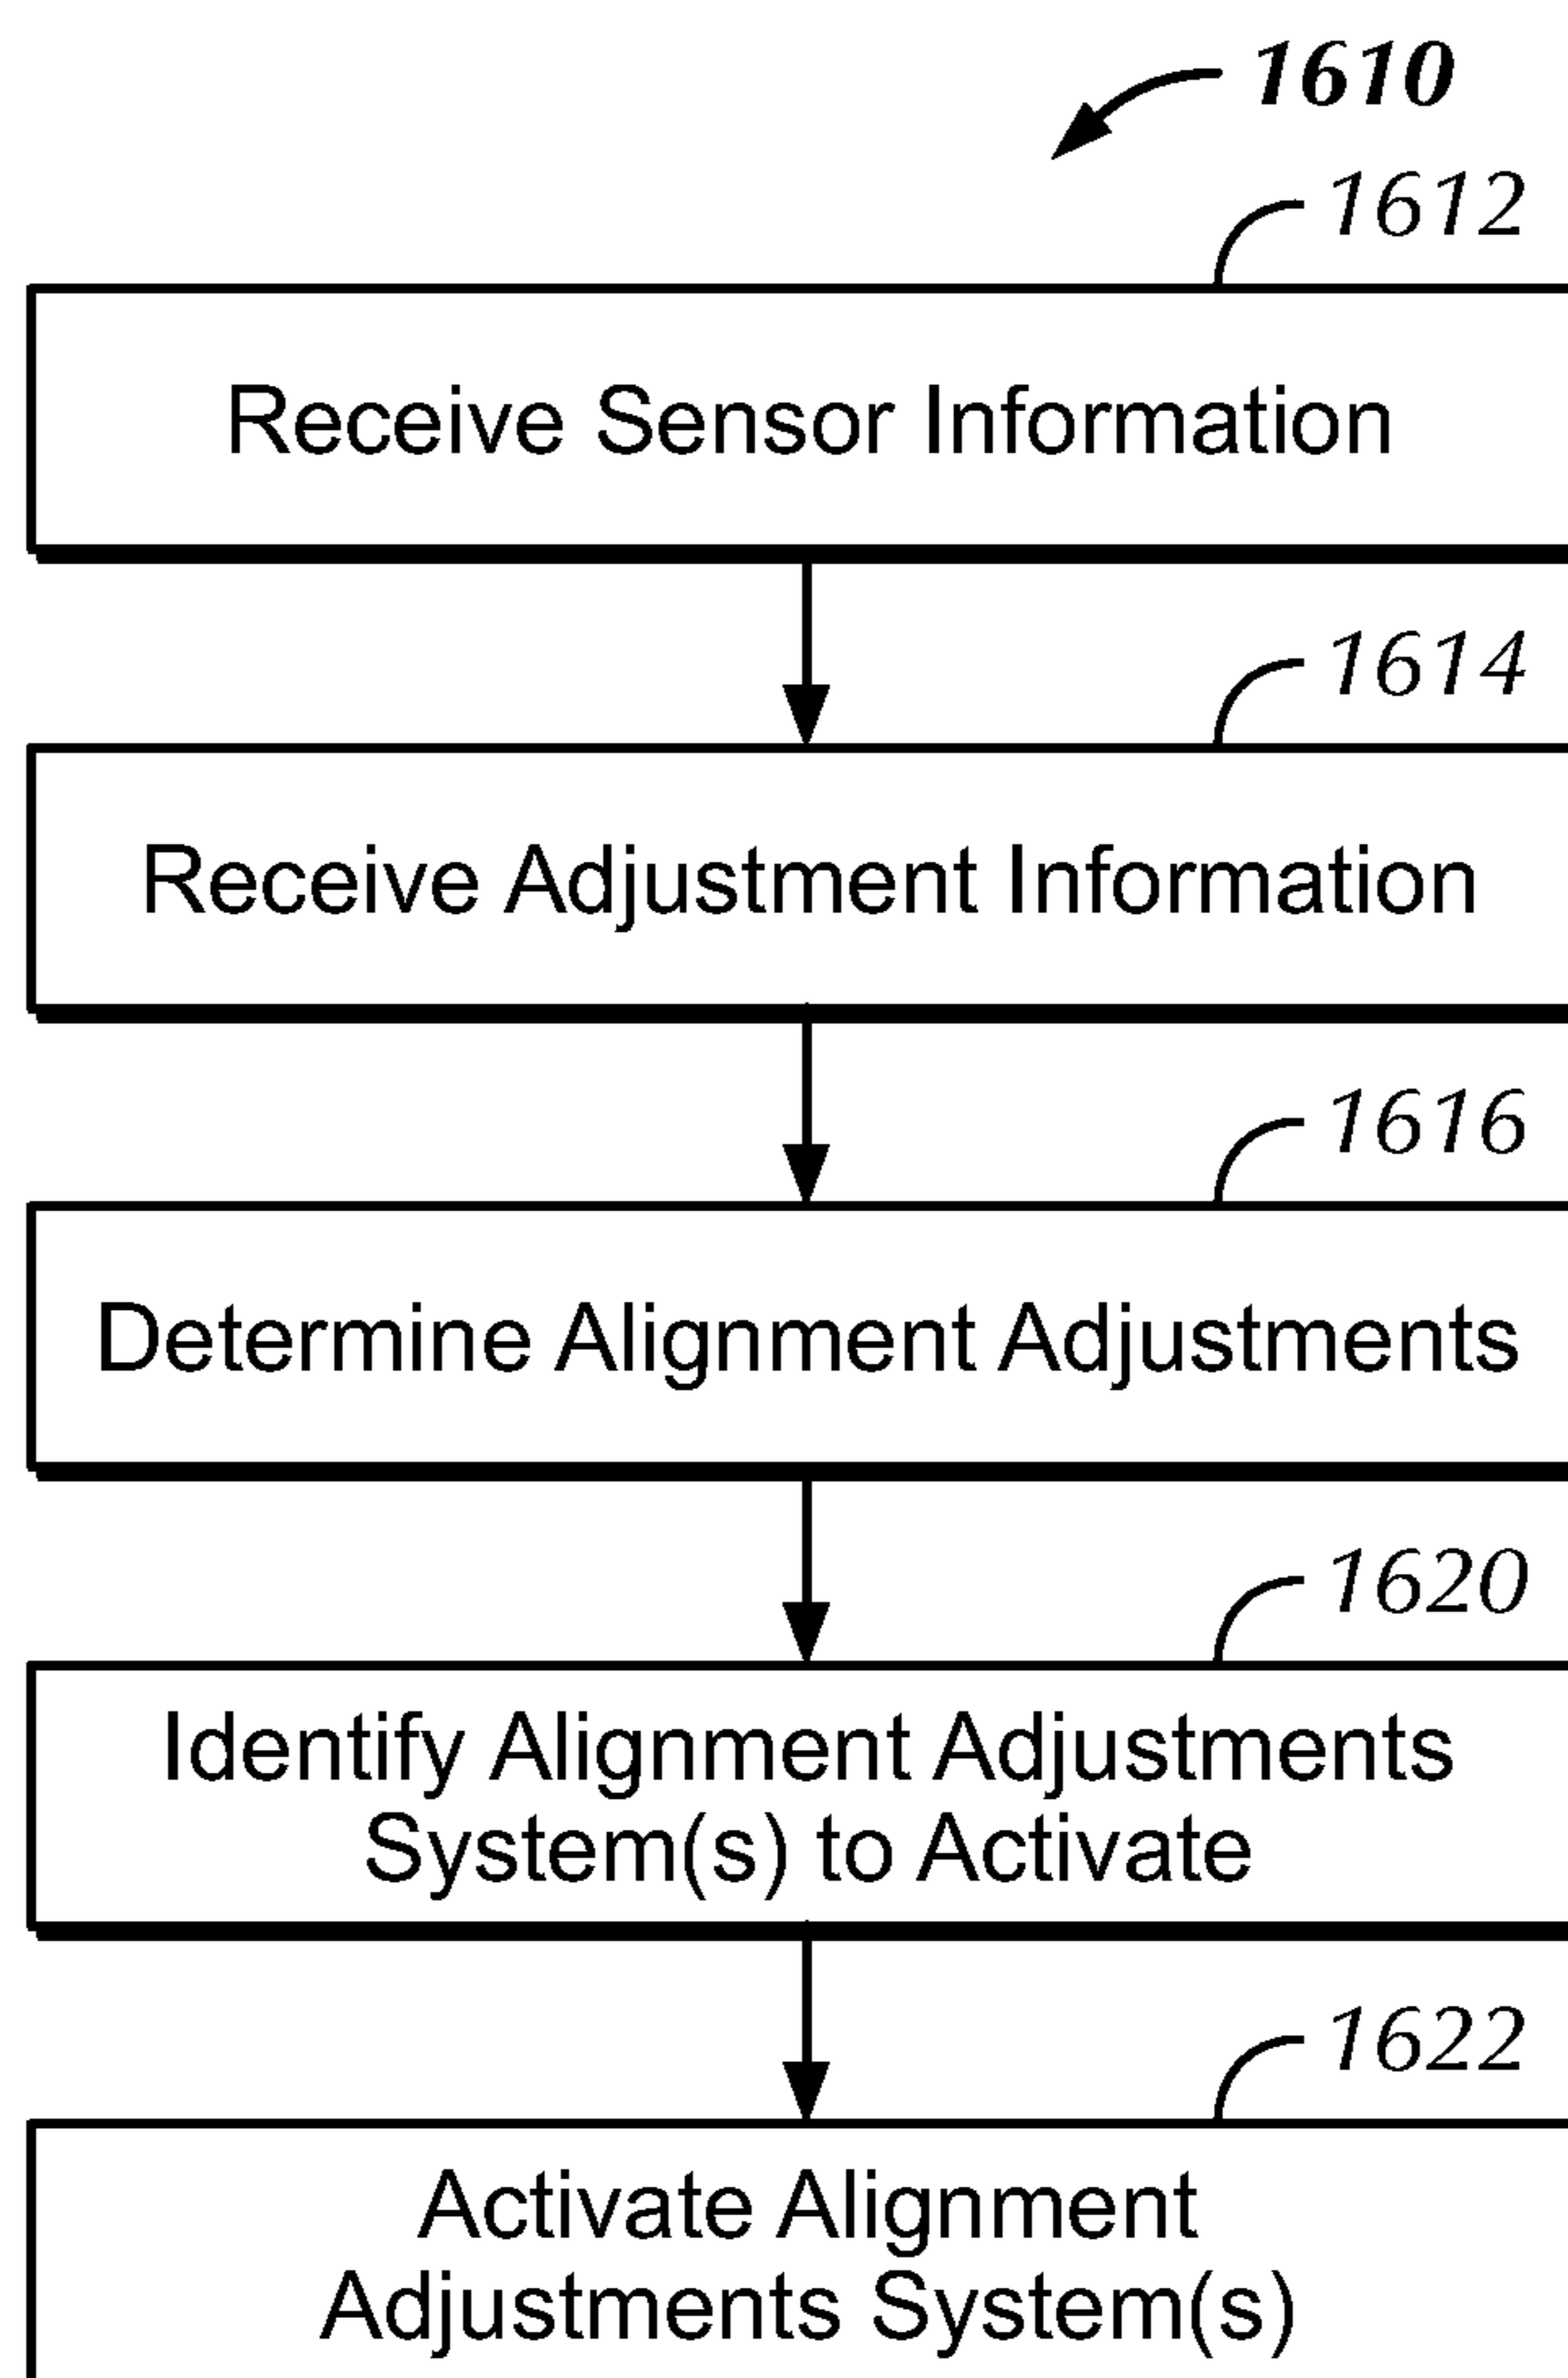 1610
1612
Receive Sensor Information
1614
Receive Adjustment Information
1616
Determine Alignment Adjustments
1620
Identify Alignment Adjustments
System(s) to Activate
1622
Activate Alignment
Adjustments System(s)